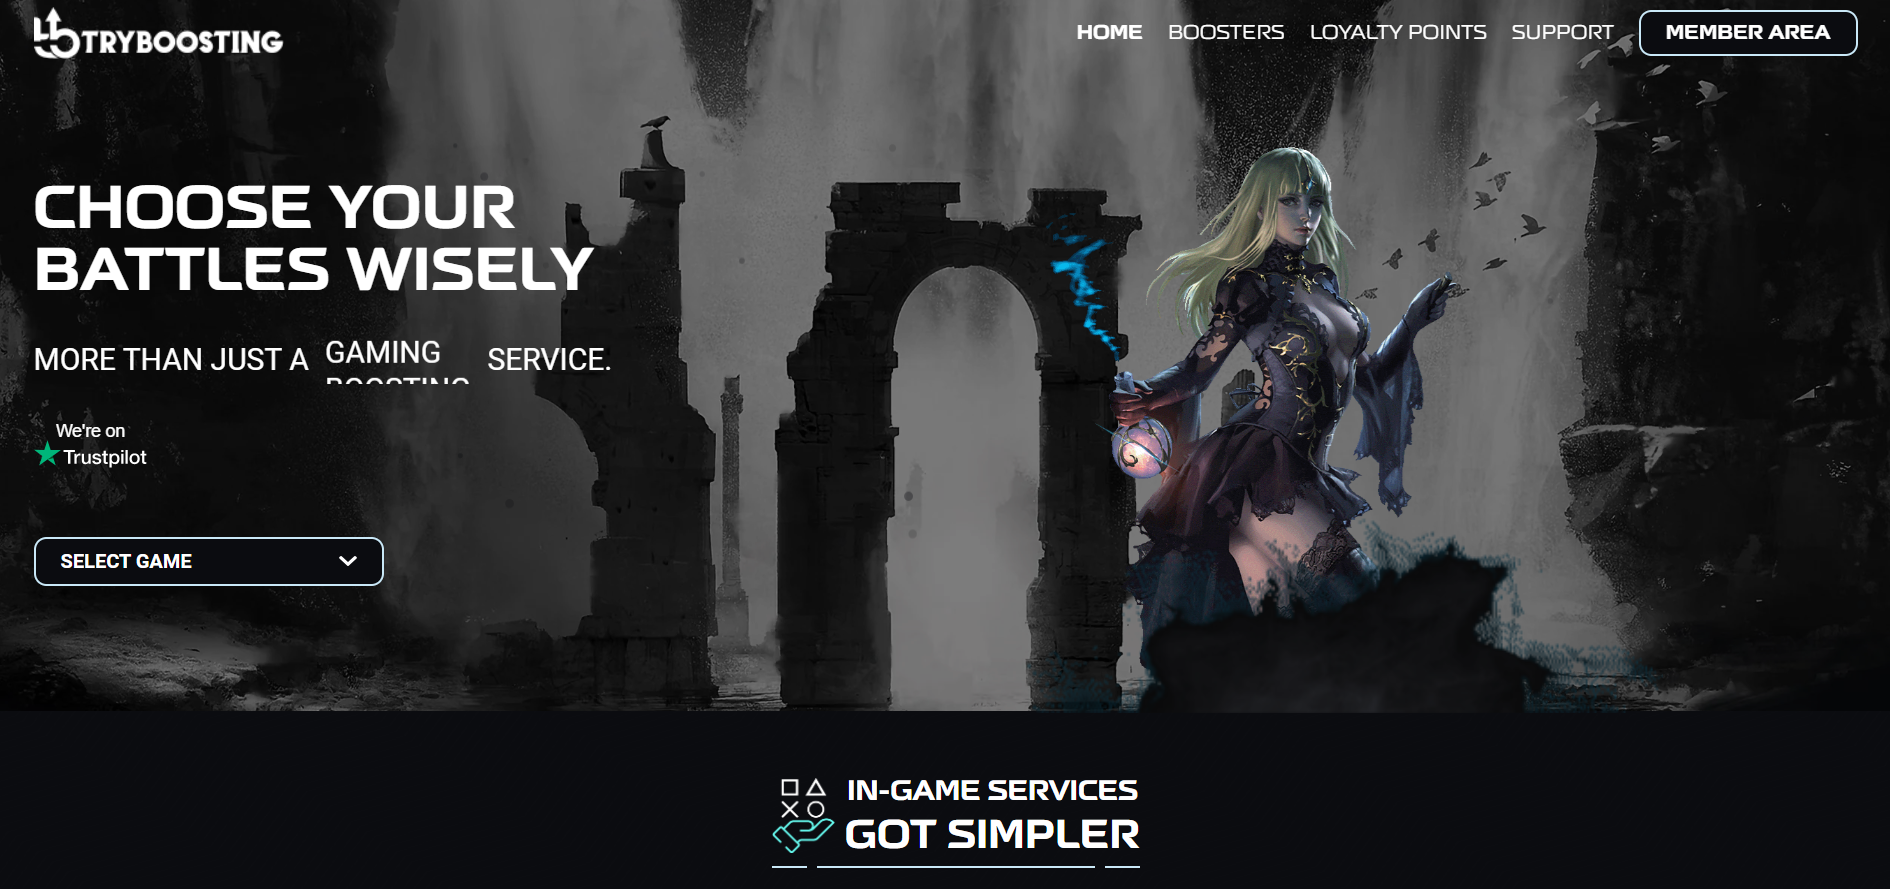 TRYBOOSTING
HOME BOOSTERS LOYALTY POINTS SUPPORT MEMBER AREA
CHOOSE YOUR
BATTLES WISELY
MORE THAN JUST A GAMING SERVICE.
BOOSTING
We're on
Trustpilot
SELECT GAME
IN-GAME SERVICES
GOT SIMPLER